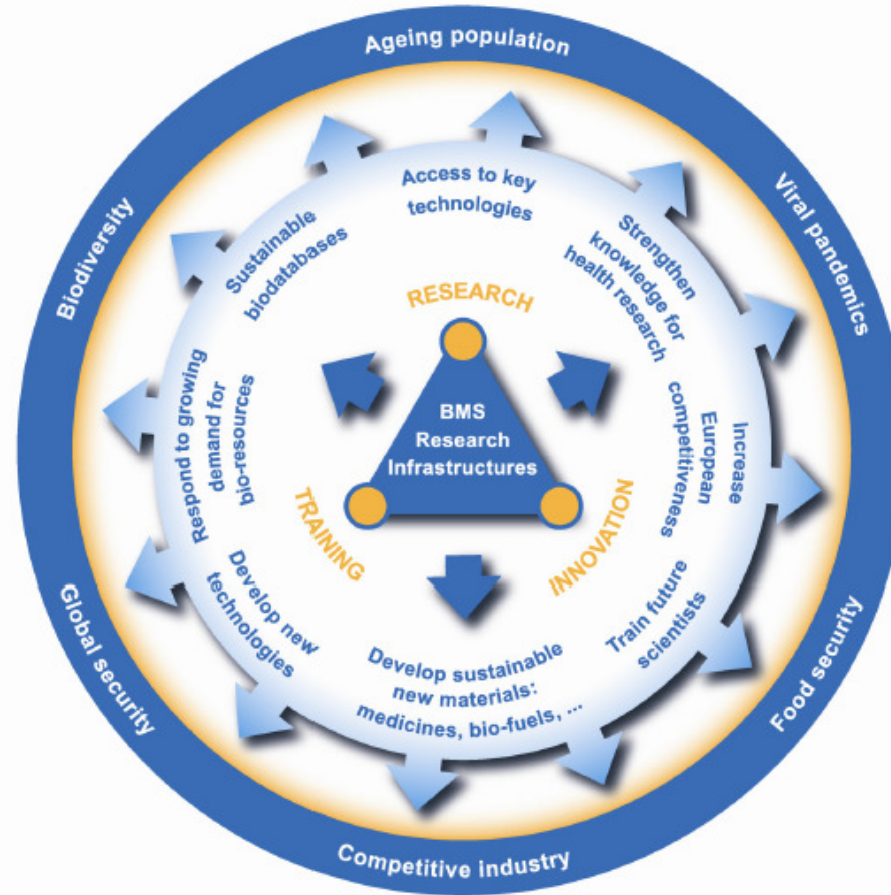 Ageing population
Viral pandemics
Food security
Competitive industry
Global security
Biodiversity
Access to key
technologies
Strengthen
knowledge for
health research
Increase
European
competitiveness
Train future
scientists
Develop sustainable
new materials:
medicines, bio-fuels, ...
Develop new
technologies
Respond to growing
demand for
bio-resources
Sustainable
biodatabases
RESEARCH
INNOVATION
TRAINING
BMS
Research
Infrastructures